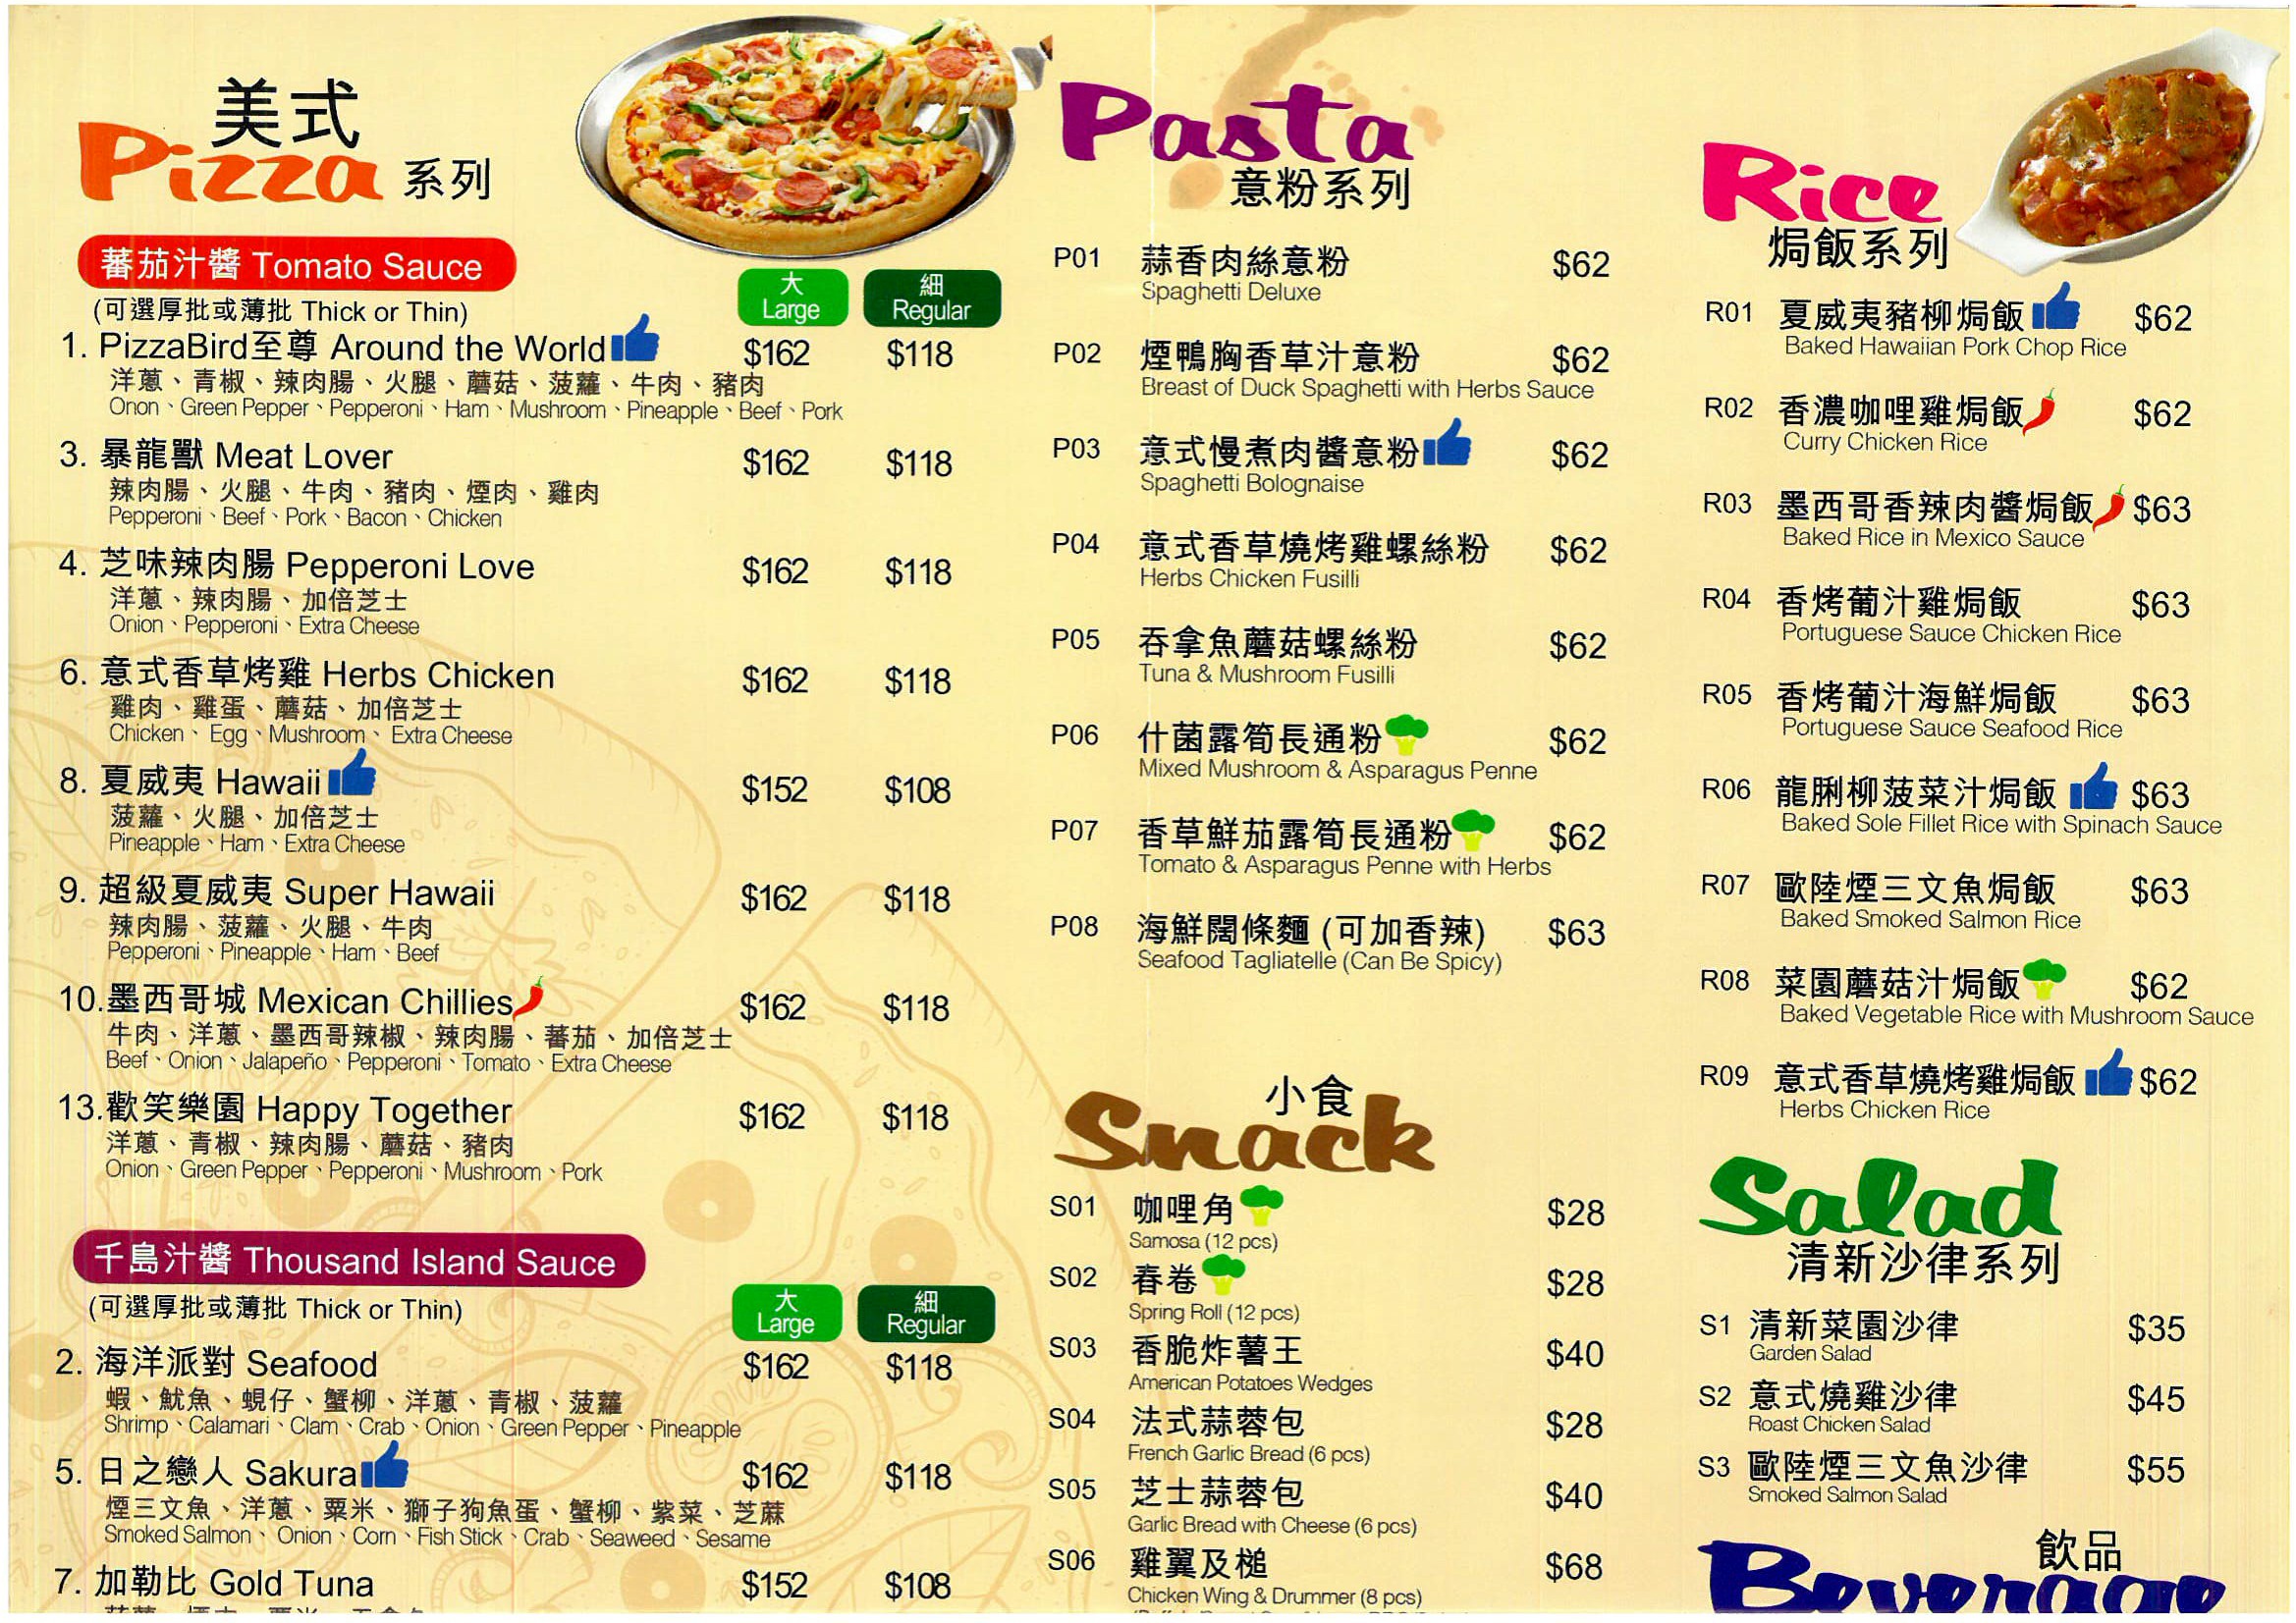 美式
Pizza 系列
蕃茄汁醬 Tomato Sauce
(可選厚批或薄批 Thick or Thin)
大 Large
細 Regular
1. PizzaBird至尊 Around the World $162 $118
洋蔥、青椒、辣肉腸、火腿、蘑菇、菠蘿、牛肉、豬肉
Onon、Green Pepper、Pepperoni、Ham、Mushroom、Pineapple、Beef、Pork
3. 暴龍獸 Meat Lover $162 $118
辣肉腸、火腿、牛肉、豬肉、煙肉、雞肉
Pepperoni、Beef、Pork、Bacon、Chicken
4. 芝味辣肉腸 Pepperoni Love $162 $118
洋蔥、辣肉腸、加倍芝士
Onion、Pepperoni、Extra Cheese
6. 意式香草烤雞 Herbs Chicken $162 $118
雞肉、雞蛋、蘑菇、加倍芝士
Chicken、Egg、Mushroom、Extra Cheese
8. 夏威夷 Hawaii $152 $108
菠蘿、火腿、加倍芝士
Pineapple、Ham、Extra Cheese
9. 超級夏威夷 Super Hawaii $162 $118
辣肉腸、菠蘿、火腿、牛肉
Pepperoni、Pineapple、Ham、Beef
10.墨西哥城 Mexican Chillies $162 $118
牛肉、洋蔥、墨西哥辣椒、辣肉腸、蕃茄、加倍芝士
Beef、Onion、Jalapeño、Pepperoni、Tomato、Extra Cheese
13.歡笑樂園 Happy Together $162 $118
洋蔥、青椒、辣肉腸、蘑菇、豬肉
Onion、Green Pepper、Pepperoni、Mushroom、Pork
千島汁醬 Thousand Island Sauce
(可選厚批或薄批 Thick or Thin)
大 Large
細 Regular
2. 海洋派對 Seafood $162 $118
蝦、魷魚、蜆仔、蟹柳、洋蔥、青椒、菠蘿
Shrimp、Calamari、Clam、Crab、Onion、Green Pepper、Pineapple
5. 日之戀人 Sakura $162 $118
煙三文魚、洋蔥、粟米、獅子狗魚蛋、蟹柳、紫菜、芝蔴
Smoked Salmon、Onion、Corn、Fish Stick、Crab、Seaweed、Sesame
7. 加勒比 Gold Tuna $152 $108
Pasta
意粉系列
P01 蒜香肉絲意粉 $62
Spaghetti Deluxe
P02 煙鴨胸香草汁意粉 $62
Breast of Duck Spaghetti with Herbs Sauce
P03 意式慢煮肉醬意粉 $62
Spaghetti Bolognaise
P04 意式香草燒烤雞螺絲粉 $62
Herbs Chicken Fusilli
P05 吞拿魚蘑菇螺絲粉 $62
Tuna & Mushroom Fusilli
P06 什菌露筍長通粉 $62
Mixed Mushroom & Asparagus Penne
P07 香草鮮茄露筍長通粉 $62
Tomato & Asparagus Penne with Herbs
P08 海鮮闊條麵 (可加香辣) $63
Seafood Tagliatelle (Can Be Spicy)
小食
Snack
S01 咖哩角 $28
Samosa (12 pcs)
S02 春卷 $28
Spring Roll (12 pcs)
S03 香脆炸薯王 $40
American Potatoes Wedges
S04 法式蒜蓉包 $28
French Garlic Bread (6 pcs)
S05 芝士蒜蓉包 $40
Garlic Bread with Cheese (6 pcs)
S06 雞翼及槌 $68
Chicken Wing & Drummer (8 pcs)
Rice
焗飯系列
R01 夏威夷豬柳焗飯 $62
Baked Hawaiian Pork Chop Rice
R02 香濃咖哩雞焗飯 $62
Curry Chicken Rice
R03 墨西哥香辣肉醬焗飯 $63
Baked Rice in Mexico Sauce
R04 香烤葡汁雞焗飯 $63
Portuguese Sauce Chicken Rice
R05 香烤葡汁海鮮焗飯 $63
Portuguese Sauce Seafood Rice
R06 龍脷柳菠菜汁焗飯 $63
Baked Sole Fillet Rice with Spinach Sauce
R07 歐陸煙三文魚焗飯 $63
Baked Smoked Salmon Rice
R08 菜園蘑菇汁焗飯 $62
Baked Vegetable Rice with Mushroom Sauce
R09 意式香草燒烤雞焗飯 $62
Herbs Chicken Rice
Salad
清新沙律系列
S1 清新菜園沙律 $35
Garden Salad
S2 意式燒雞沙律 $45
Roast Chicken Salad
S3 歐陸煙三文魚沙律 $55
Smoked Salmon Salad
飲品
Beverage